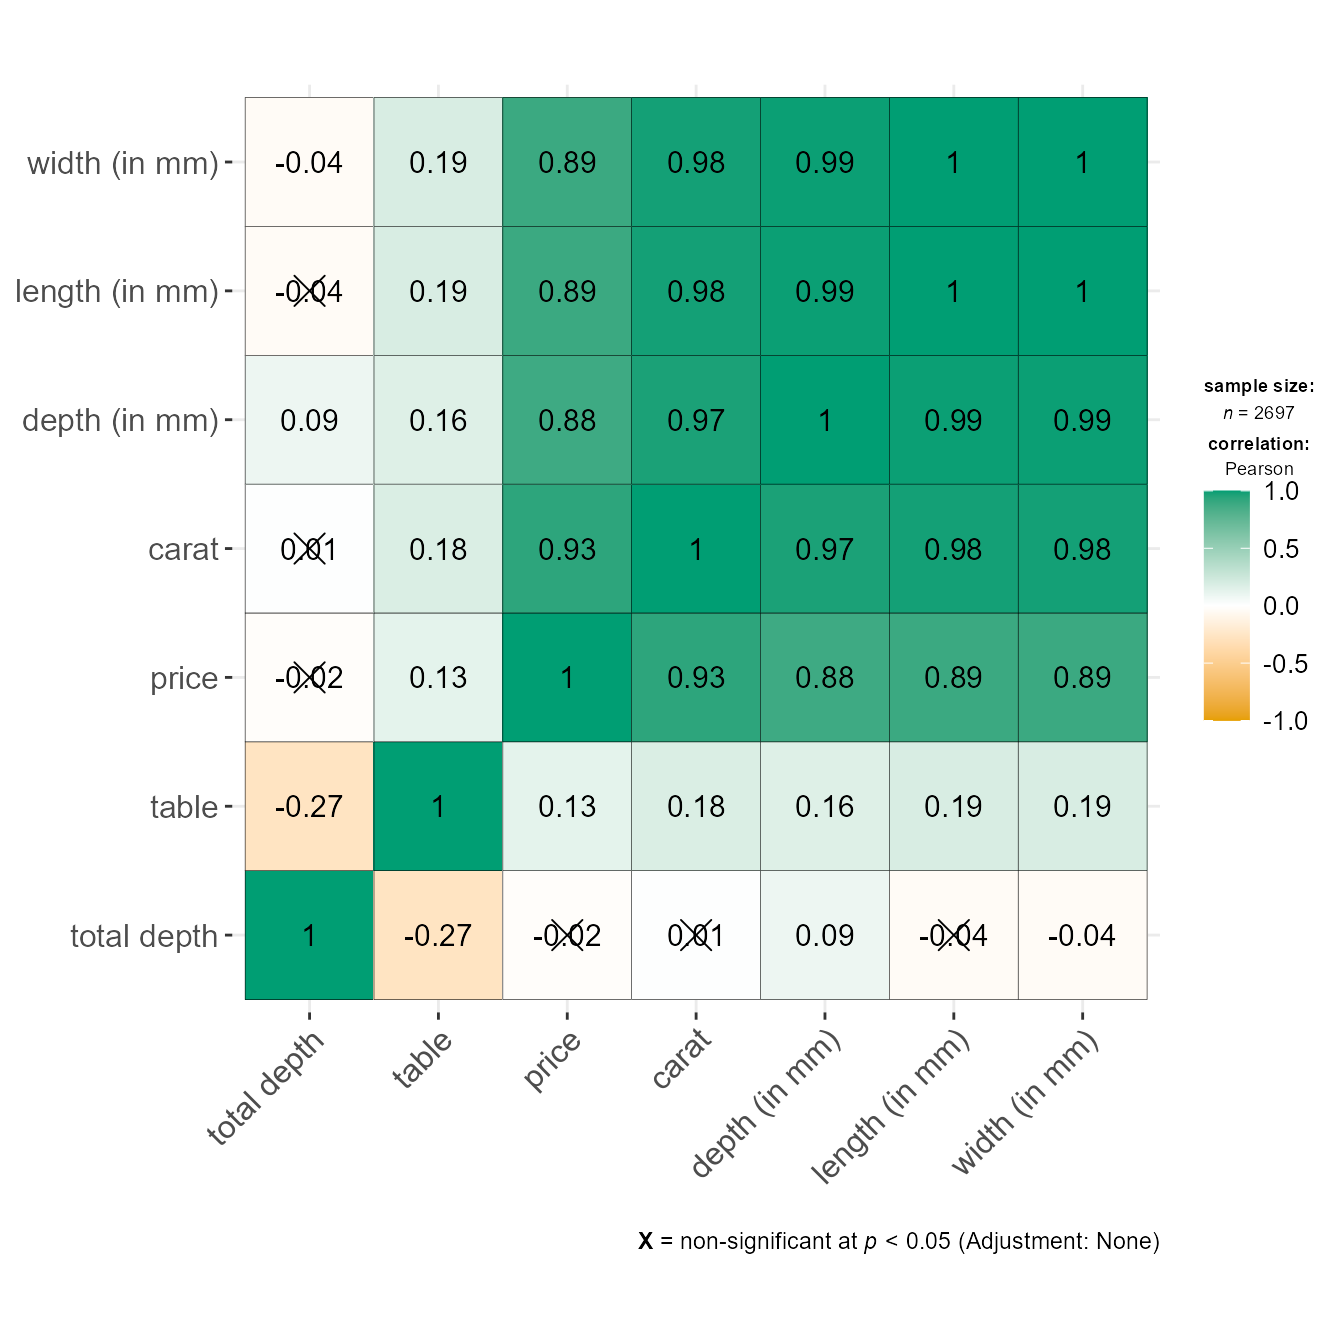 width (in mm) -0.04 0.19 0.89 0.98 0.99 1 1
length (in mm) -0.04 0.19 0.89 0.98 0.99 1 1
depth (in mm) 0.09 0.16 0.88 0.97 1 0.99 0.99
carat 0.01 0.18 0.93 1 0.97 0.98 0.98
price -0.02 0.13 1 0.93 0.88 0.89 0.89
table -0.27 1 0.13 0.18 0.16 0.19 0.19
total depth 1 -0.27 -0.02 0.01 0.09 -0.04 -0.04
total depth table price carat depth (in mm) length (in mm) width (in mm)
sample size:
n = 2697
correlation:
Pearson
1.0
0.5
0.0
-0.5
-1.0
X = non-significant at p < 0.05 (Adjustment: None)